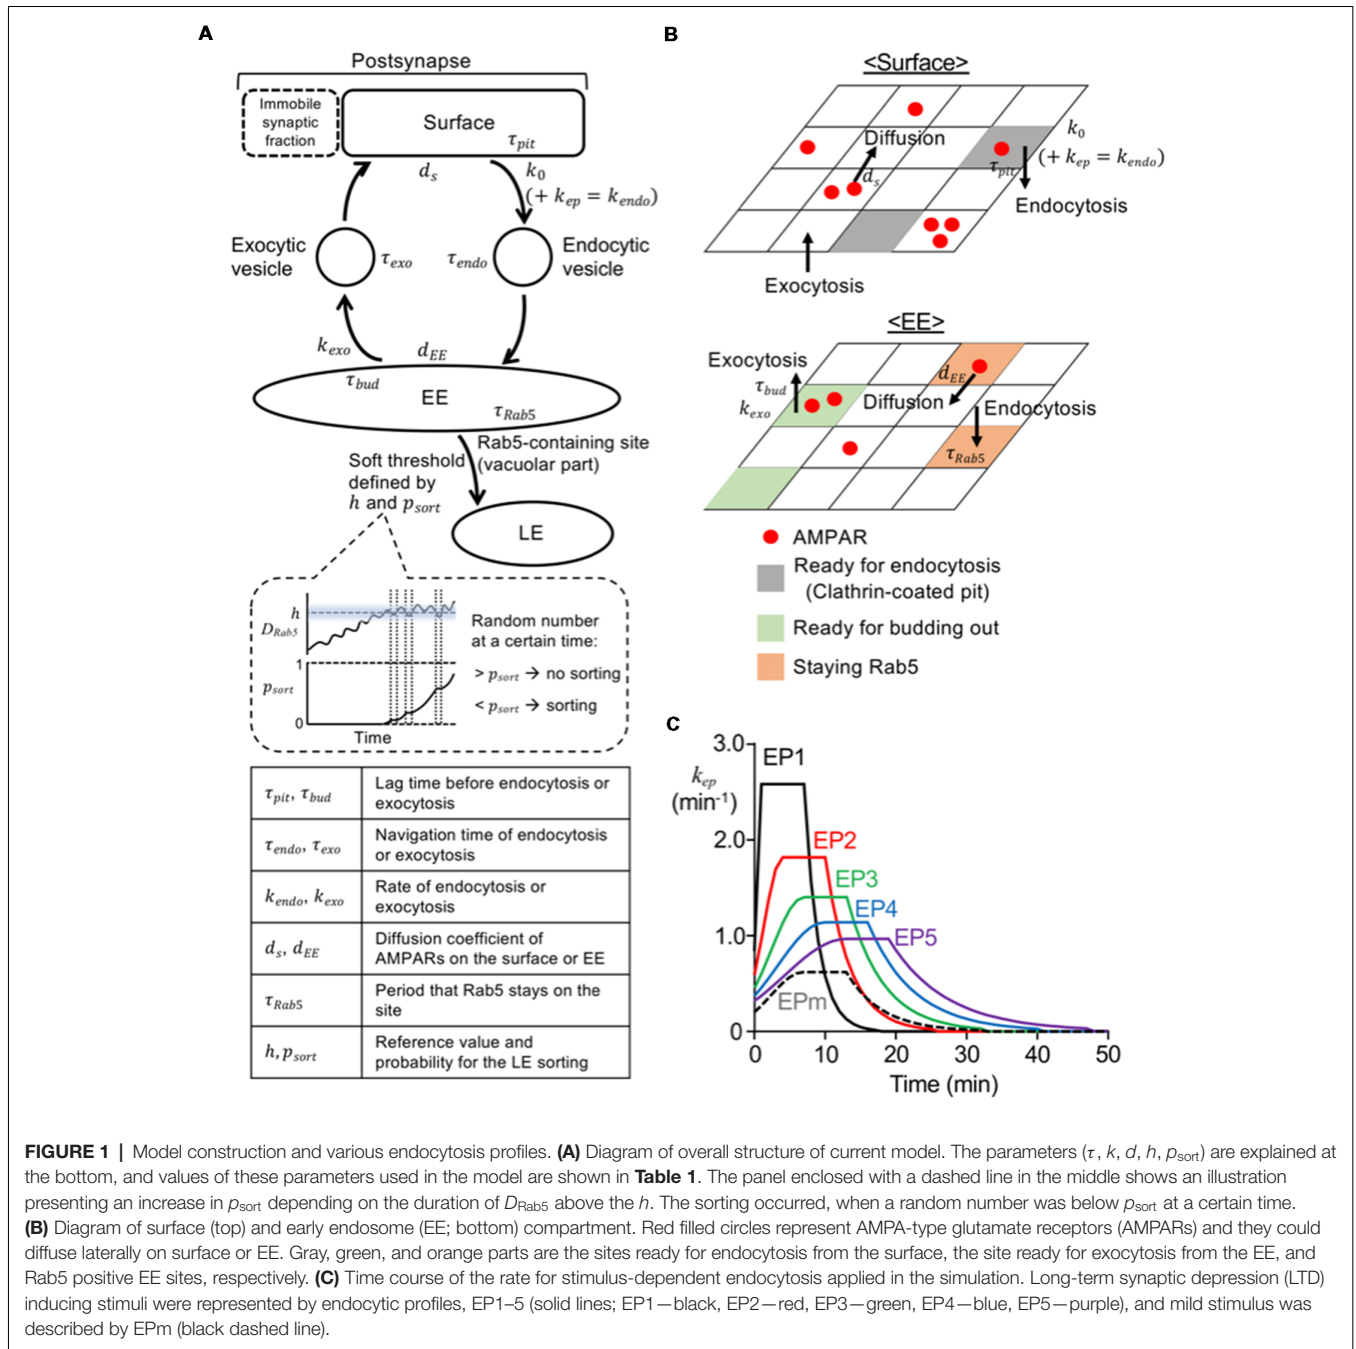 A
Postsynapse
Immobile
synaptic
fraction
Surface
τpit
ds
k0
(+ kep = kendo)
Exocytic
vesicle
τexo
τendo
Endocytic
vesicle
kexo
dEE
τbud
EE
τRab5
Rab5-containing site
(vacuolar part)
Soft threshold
defined by
h and psort
LE
h
DRab5
1
psort
0
Time
Random number
at a certain time:
> psort → no sorting
< psort → sorting
τpit, τbud
Lag time before endocytosis or
exocytosis
τendo, τexo
Navigation time of endocytosis
or exocytosis
kendo, kexo
Rate of endocytosis or
exocytosis
ds, dEE
Diffusion coefficient of
AMPARs on the surface or EE
τRab5
Period that Rab5 stays on the
site
h, psort
Reference value and
probability for the LE sorting
B
<Surface>
Diffusion
ds
τpit
k0
(+ kep = kendo)
Endocytosis
Exocytosis
<EE>
Exocytosis
τbud
kexo
dEE
Diffusion
Endocytosis
τRab5
AMPAR
Ready for endocytosis
(Clathrin-coated pit)
Ready for budding out
Staying Rab5
C
3.0
kep
(min-1)
2.0
1.0
0
EP1
EP2
EP3
EP4
EP5
EPm
0 10 20 30 40 50
Time (min)
FIGURE 1 | Model construction and various endocytosis profiles. (A) Diagram of overall structure of current model. The parameters (τ, k, d, h, psort) are explained at
the bottom, and values of these parameters used in the model are shown in Table 1. The panel enclosed with a dashed line in the middle shows an illustration
presenting an increase in psort depending on the duration of DRab5 above the h. The sorting occurred, when a random number was below psort at a certain time.
(B) Diagram of surface (top) and early endosome (EE; bottom) compartment. Red filled circles represent AMPA-type glutamate receptors (AMPARs) and they could
diffuse laterally on surface or EE. Gray, green, and orange parts are the sites ready for endocytosis from the surface, the site ready for exocytosis from the EE, and
Rab5 positive EE sites, respectively. (C) Time course of the rate for stimulus-dependent endocytosis applied in the simulation. Long-term synaptic depression (LTD)
inducing stimuli were represented by endocytic profiles, EP1–5 (solid lines; EP1—black, EP2—red, EP3—green, EP4—blue, EP5—purple), and mild stimulus was
described by EPm (black dashed line).